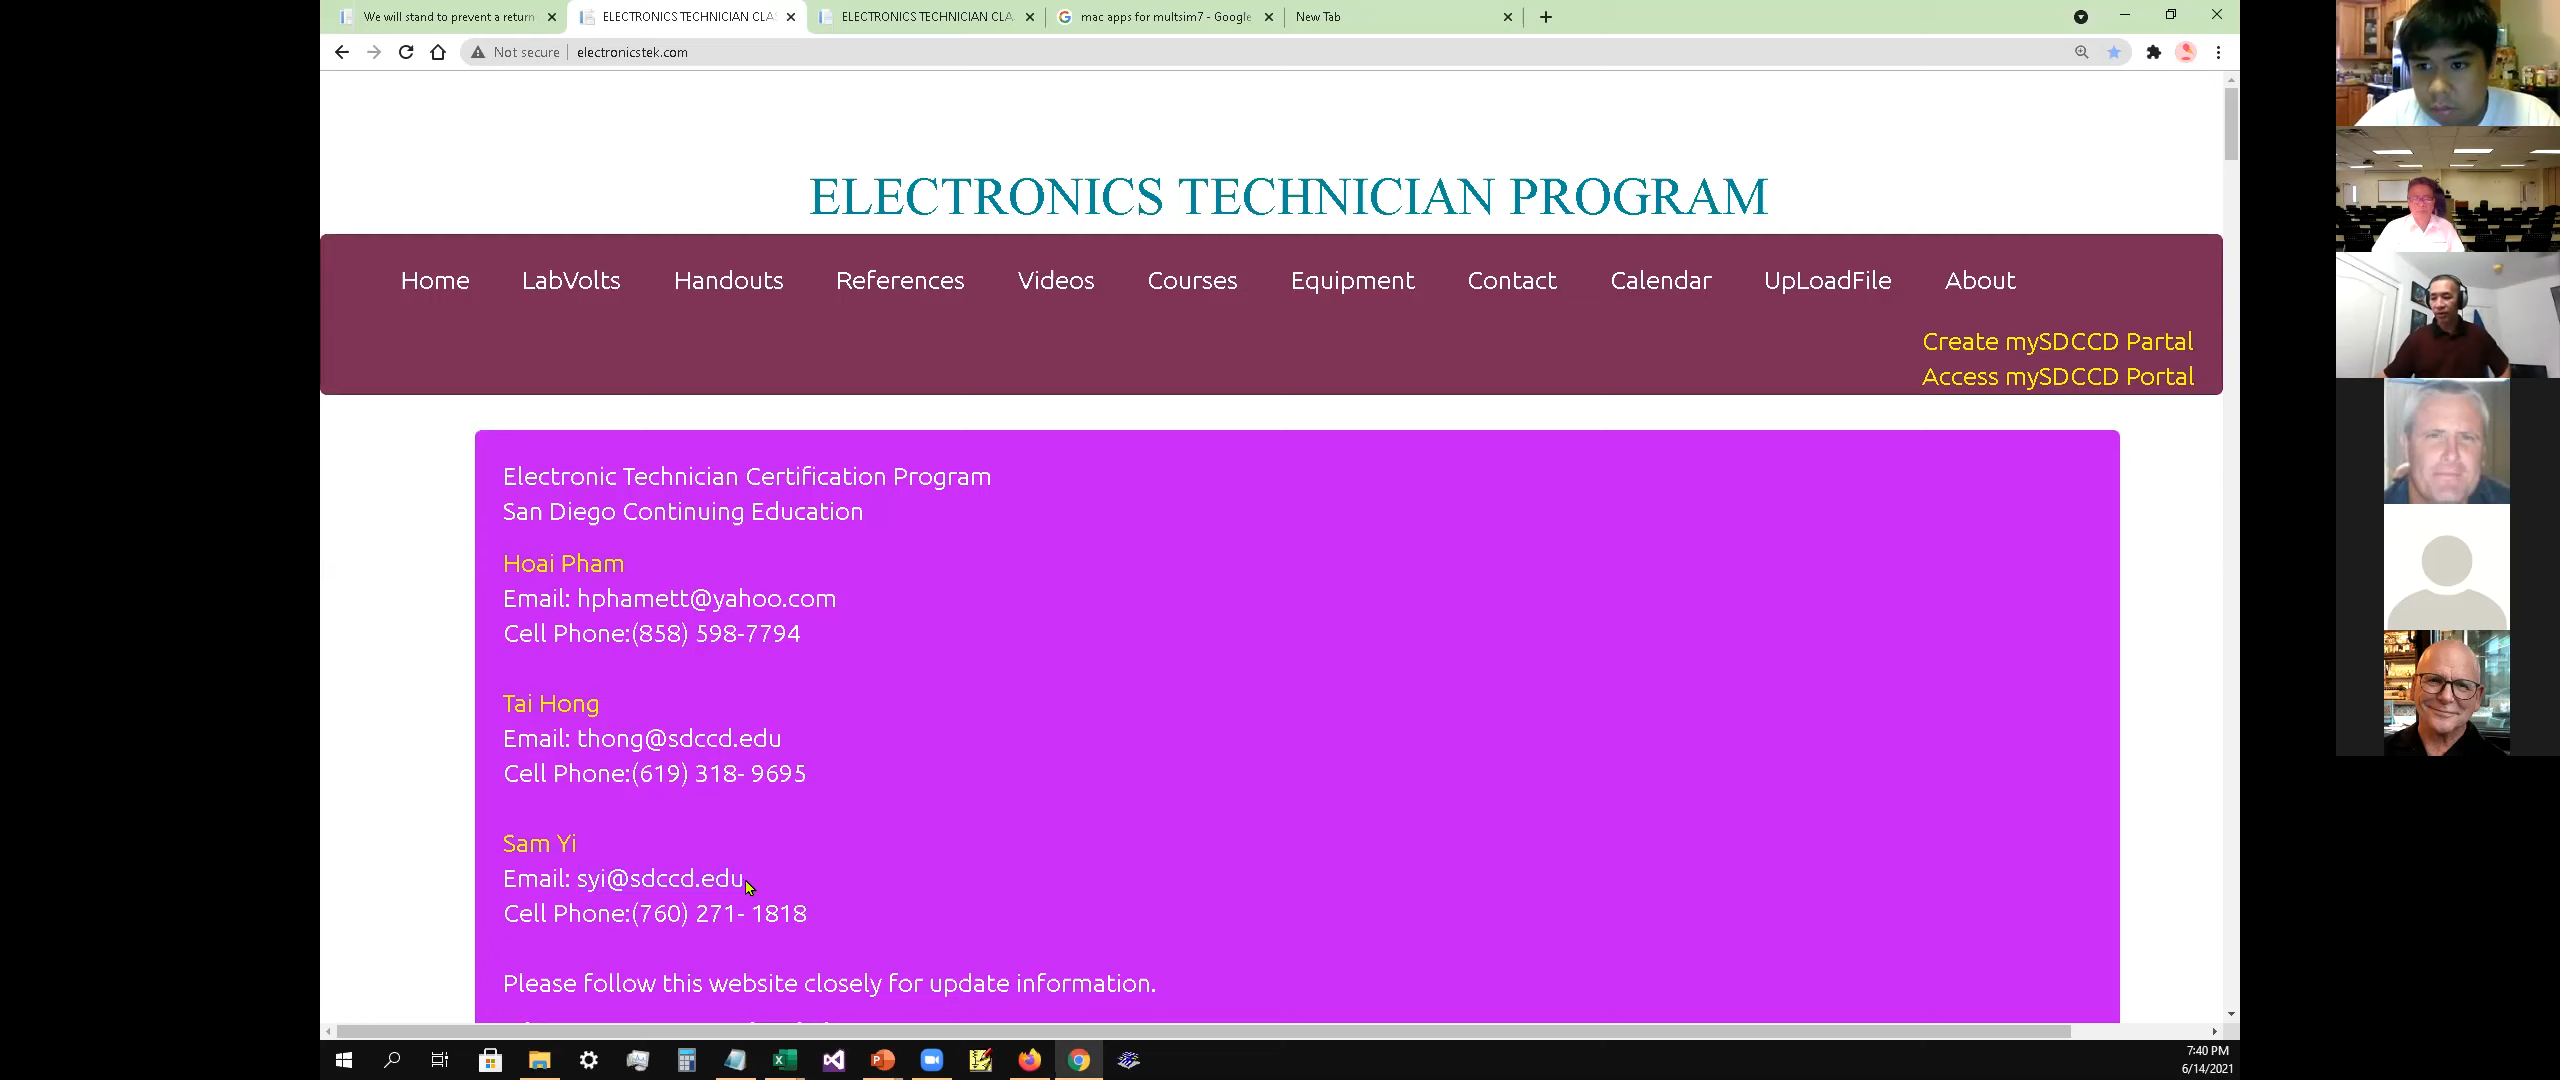 We will stand to prevent a return
ELECTRONICS TECHNICIAN CLAS
ELECTRONICS TECHNICIAN CLA
mac apps for multsim7 - Google
New Tab
Not secure
electronicstek.com
ELECTRONICS TECHNICIAN PROGRAM
Home LabVolts Handouts References Videos Courses Equipment Contact Calendar UpLoadFile About
Create mySDCCD Partal
Access mySDCCD Portal
Electronic Technician Certification Program
San Diego Continuing Education
Hoai Pham
Email: hphamett@yahoo.com
Cell Phone:(858) 598-7794
Tai Hong
Email: thong@sdccd.edu
Cell Phone:(619) 318- 9695
Sam Yi
Email: syi@sdccd.edu
Cell Phone:(760) 271- 1818
Please follow this website closely for update information.
7:40 PM
6/14/2021